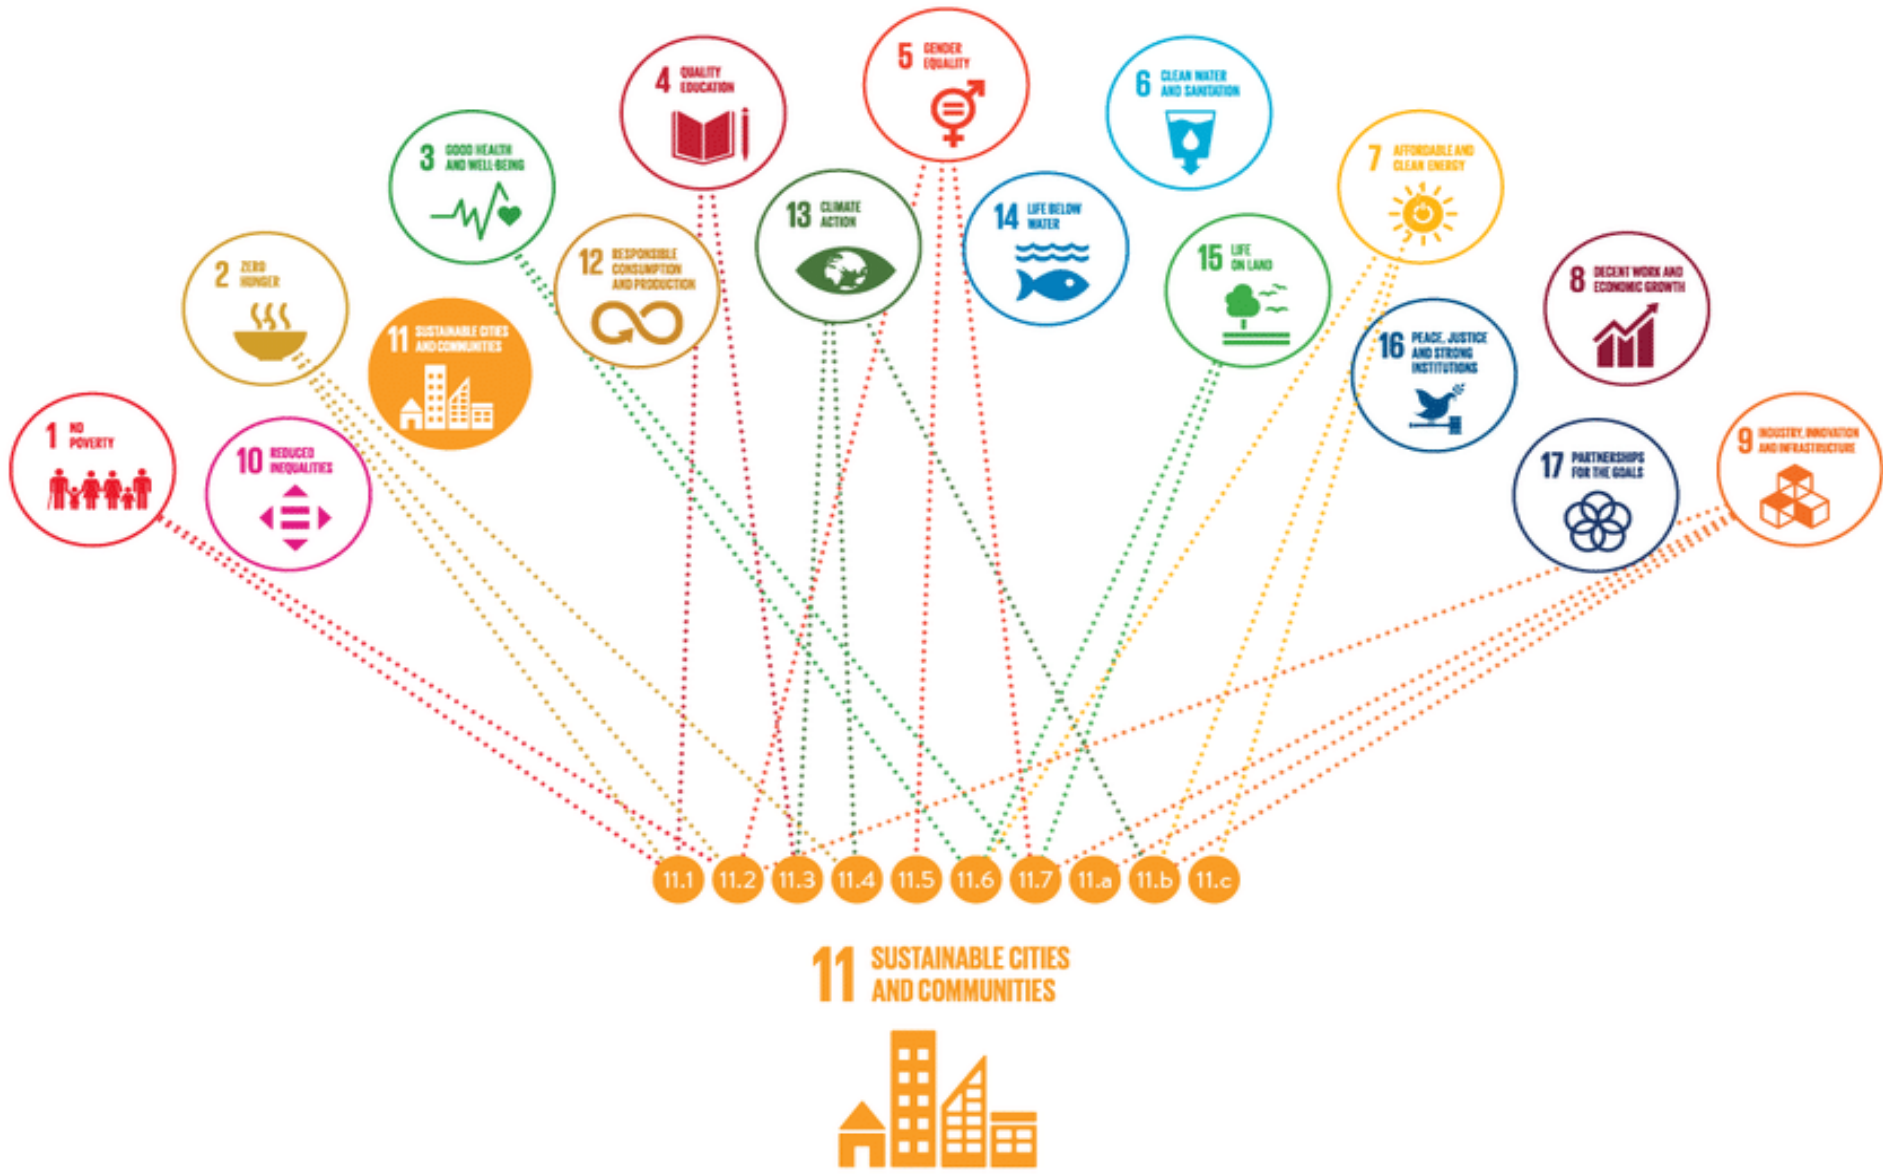 5 GENDER
EQUALITY
4 QUALITY
EDUCATION
6 CLEAN WATER
AND SANITATION
3 GOOD HEALTH
AND WELL-BEING
7 AFFORDABLE AND
CLEAN ENERGY
13 CLIMATE
ACTION
14 LIFE BELOW
WATER
12 RESPONSIBLE
CONSUMPTION
AND PRODUCTION
15 LIFE
ON LAND
2 ZERO
HUNGER
8 DECENT WORK AND
ECONOMIC GROWTH
11 SUSTAINABLE CITIES
AND COMMUNITIES
16 PEACE, JUSTICE
AND STRONG
INSTITUTIONS
1 NO
POVERTY
10 REDUCED
INEQUALITIES
17 PARTNERSHIPS
FOR THE GOALS
9 INDUSTRY, INNOVATION
AND INFRASTRUCTURE
11.1 11.2 11.3 11.4 11.5 11.6 11.7 11.a 11.b 11.c
11 SUSTAINABLE CITIES
AND COMMUNITIES